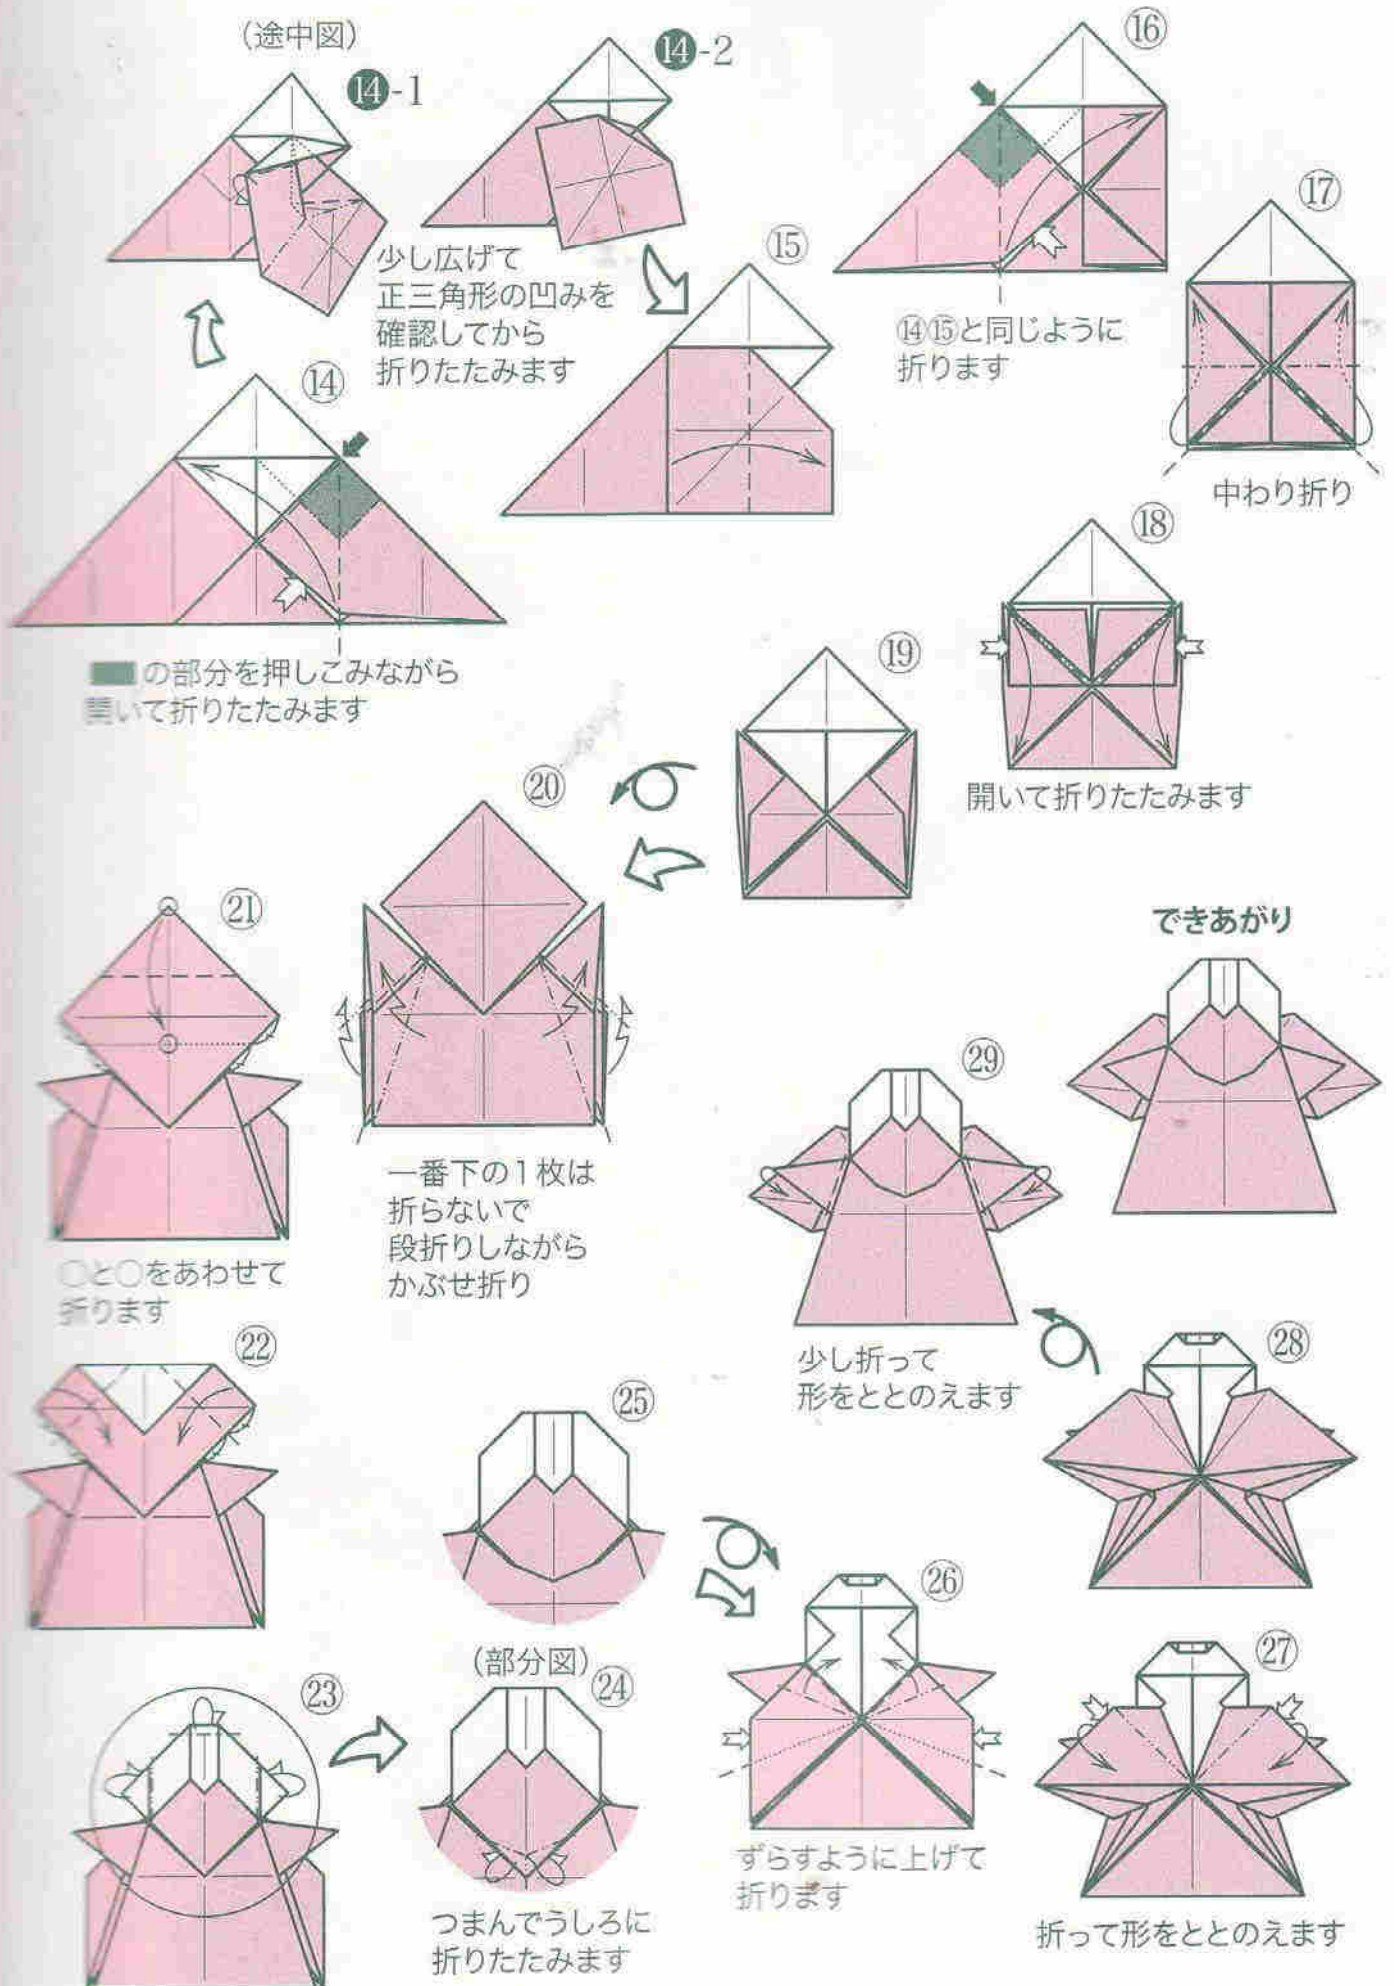 (途中図)
⓮-1
⓮-2
少し広げて
正三角形の凹みを
確認してから
折りたたみます
⑭
の部分を押しこみながら
開いて折りたたみます
⑮
⑯
⑭⑮と同じように
折ります
⑰
中わり折り
⑱
開いて折りたたみます
⑲
⑳
一番下の1枚は
折らないで
段折りしながら
かぶせ折り
㉑
○と○をあわせて
折ります
㉒
㉓
(部分図)
㉔
つまんでうしろに
折りたたみます
㉕
㉖
ずらすように上げて
折ります
㉗
折って形をととのえます
㉘
㉙
少し折って
形をととのえます
できあがり